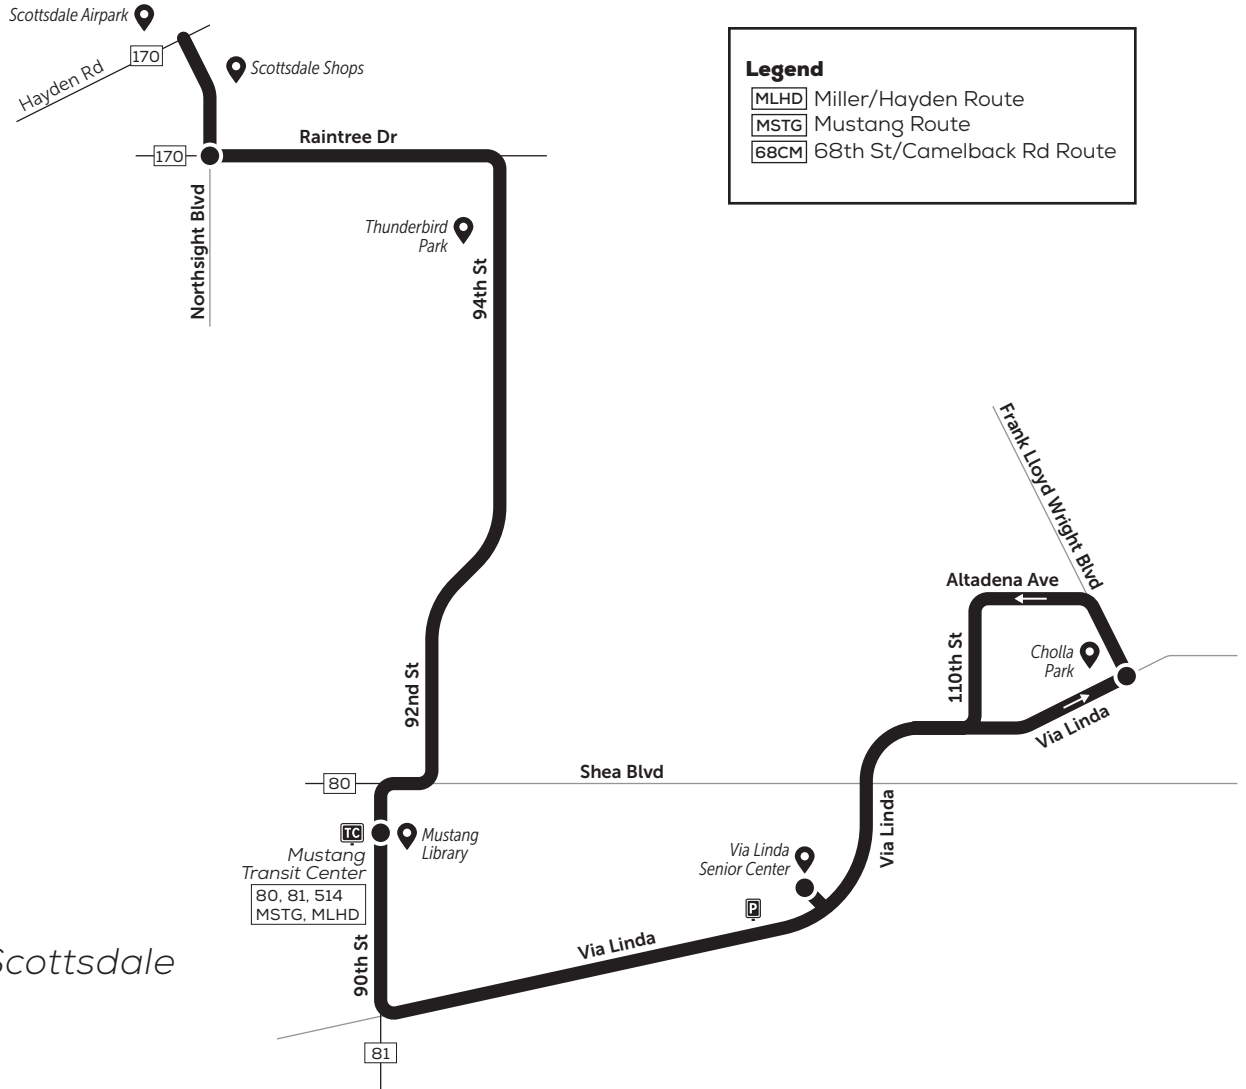 Scottsdale Airpark
170
Hayden Rd
Scottsdale Shops
Legend
MLHD Miller/Hayden Route
MSTG Mustang Route
68CM 68th St/Camelback Rd Route
Raintree Dr
170
Northsight Blvd
Thunderbird
Park
94th St
Frank Lloyd Wright Blvd
Altadena Ave
110th St
Cholla
Park
Via Linda
92nd St
80
Shea Blvd
TC
Mustang
Library
Mustang
Transit Center
80, 81, 514
MSTG, MLHD
Via Linda
Via Linda
Senior Center
P
Via Linda
90th St
Scottsdale
81